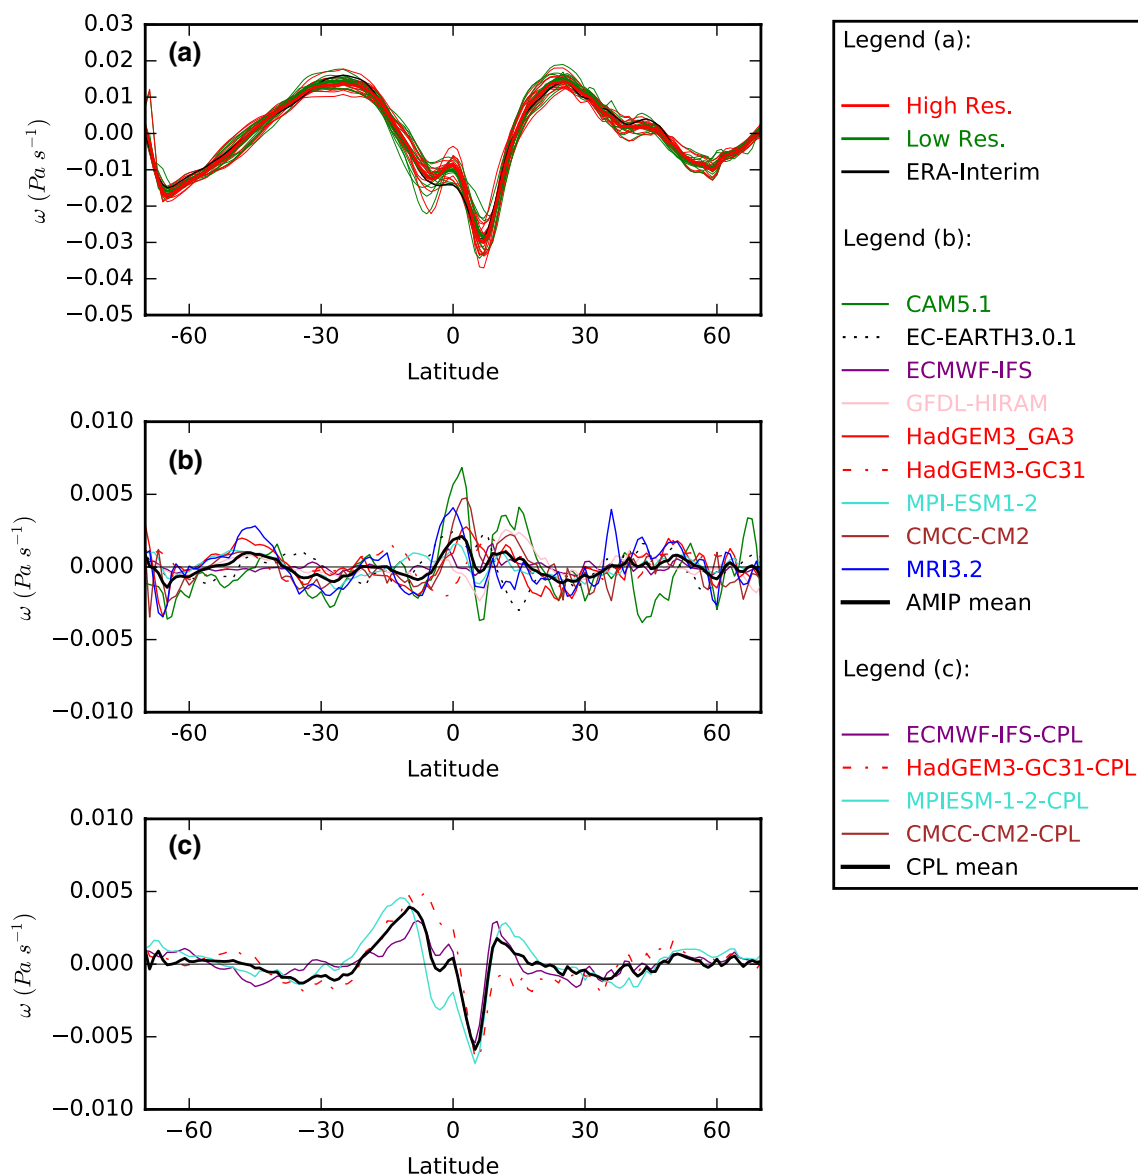 0.03
0.02
0.01
0.00
−0.01
−0.02
−0.03
−0.04
−0.05
ω (Pa s⁻¹)
(a)
-60
-30
0
30
60
Latitude
0.010
0.005
0.000
−0.005
−0.010
ω (Pa s⁻¹)
(b)
-60
-30
0
30
60
Latitude
0.010
0.005
0.000
−0.005
−0.010
ω (Pa s⁻¹)
(c)
−60
−30
0
30
60
Latitude
Legend (a):
High Res.
Low Res.
ERA-Interim
Legend (b):
CAM5.1
EC-EARTH3.0.1
ECMWF-IFS
GFDL-HIRAM
HadGEM3_GA3
HadGEM3-GC31
MPI-ESM1-2
CMCC-CM2
MRI3.2
AMIP mean
Legend (c):
ECMWF-IFS-CPL
HadGEM3-GC31-CPL
MPIESM-1-2-CPL
CMCC-CM2-CPL
CPL mean